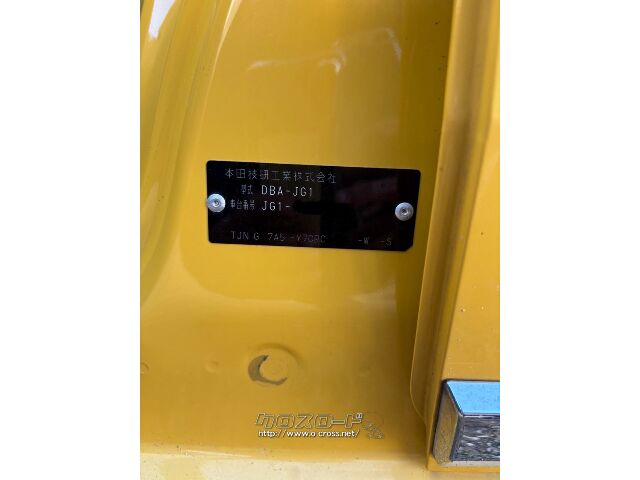 本田技研工業株式会社
型式 DBA-JG1
車台番号 JG1-
TJN G 7A5 -Y70RC -W -S
クロスロード
http://www.o-cross.net/